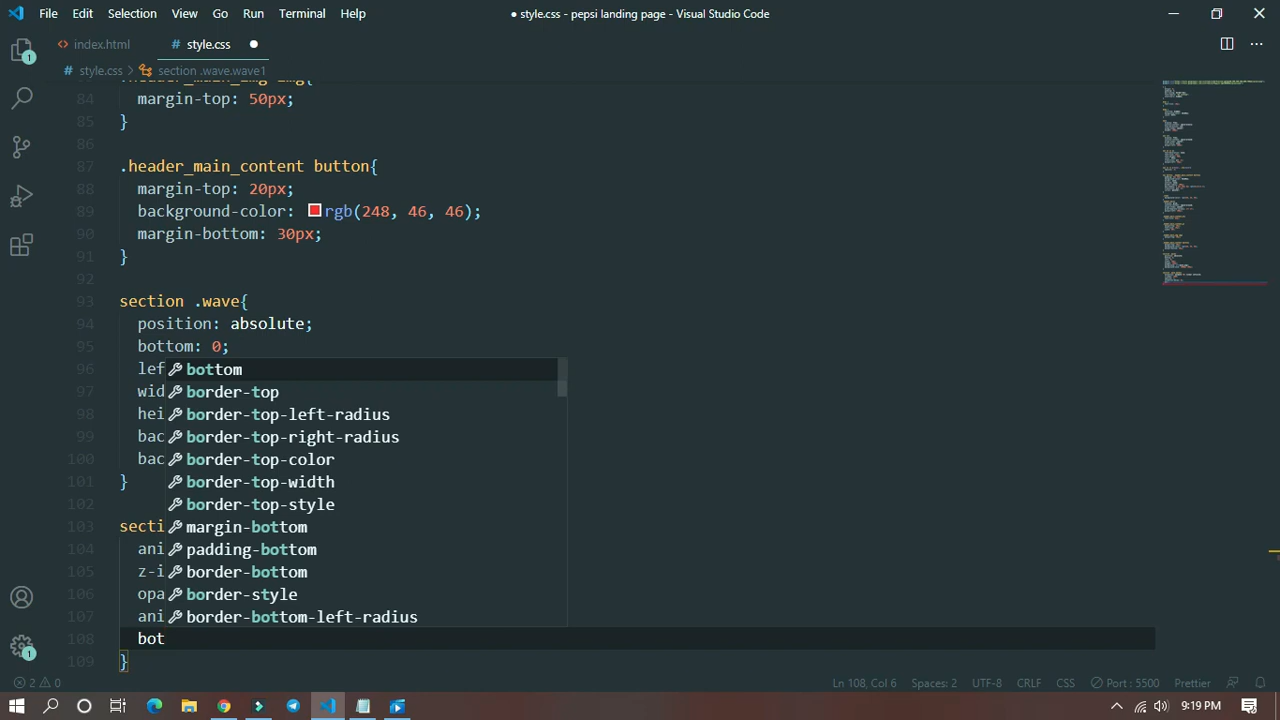 File Edit Selection View Go Run Terminal Help
● style.css - pepsi landing page - Visual Studio Code
index.html
# style.css ●
# style.css > section .wave.wave1
.header_main_img img{
84 margin-top: 50px;
85 }
86
87 .header_main_content button{
88 margin-top: 20px;
89 background-color: rgb(248, 46, 46);
90 margin-bottom: 30px;
91 }
92
93 section .wave{
94 position: absolute;
95 bottom: 0;
96 lef
bottom
97 wid
border-top
98 hei
border-top-left-radius
99 bac
border-top-right-radius
100 bac
border-top-color
101 }
border-top-width
102
border-top-style
103 secti
margin-bottom
104 ani
padding-bottom
105 z-i
border-bottom
106 opa
border-style
107 ani
border-bottom-left-radius
108 bot
109 }
1
1
2 0
Ln 108, Col 6 Spaces: 2 UTF-8 CRLF CSS Port : 5500 Prettier
9:19 PM